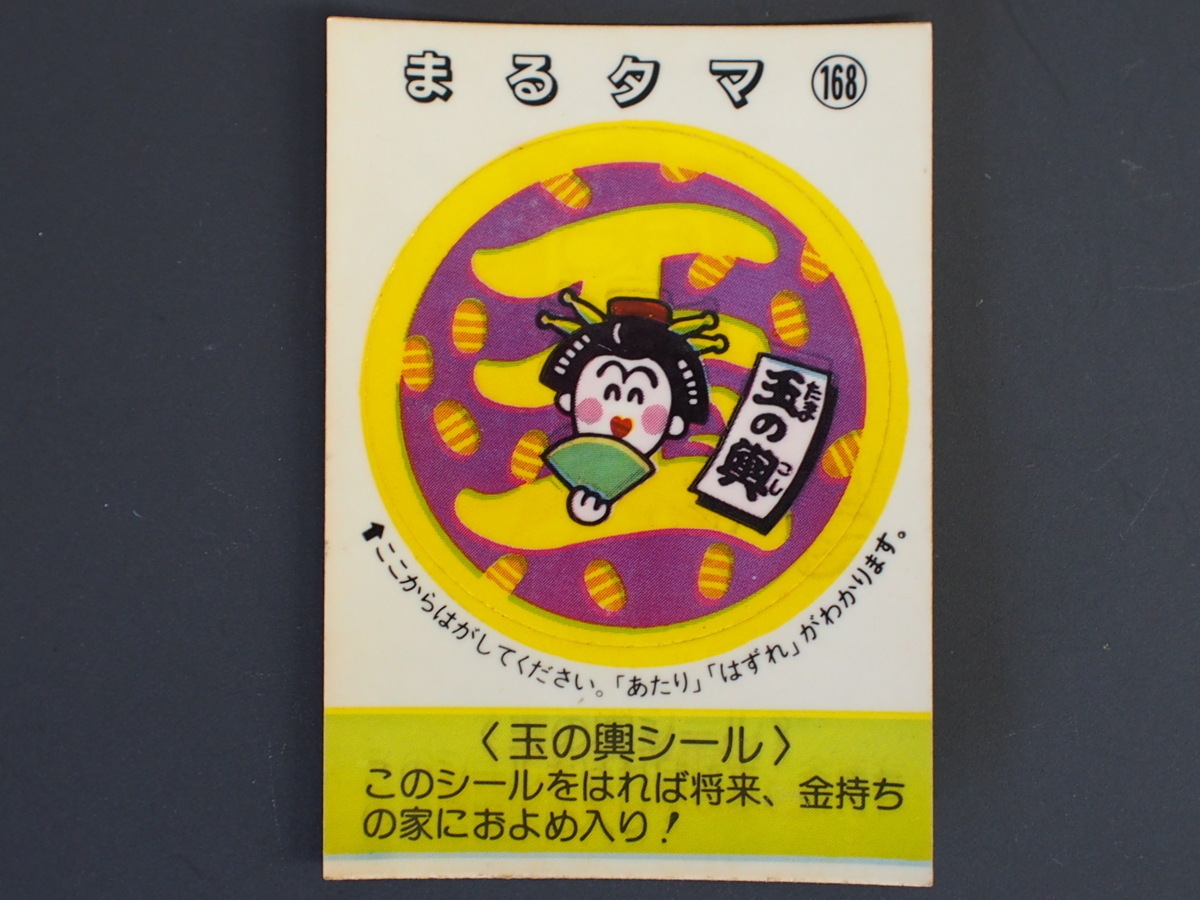 まるタマ 168
玉の輿
たま
こし
ここからはがしてください。「あたり」「はずれ」がわかります。
〈玉の輿シール〉
このシールをはれば将来、金持ち
の家におよめ入り!